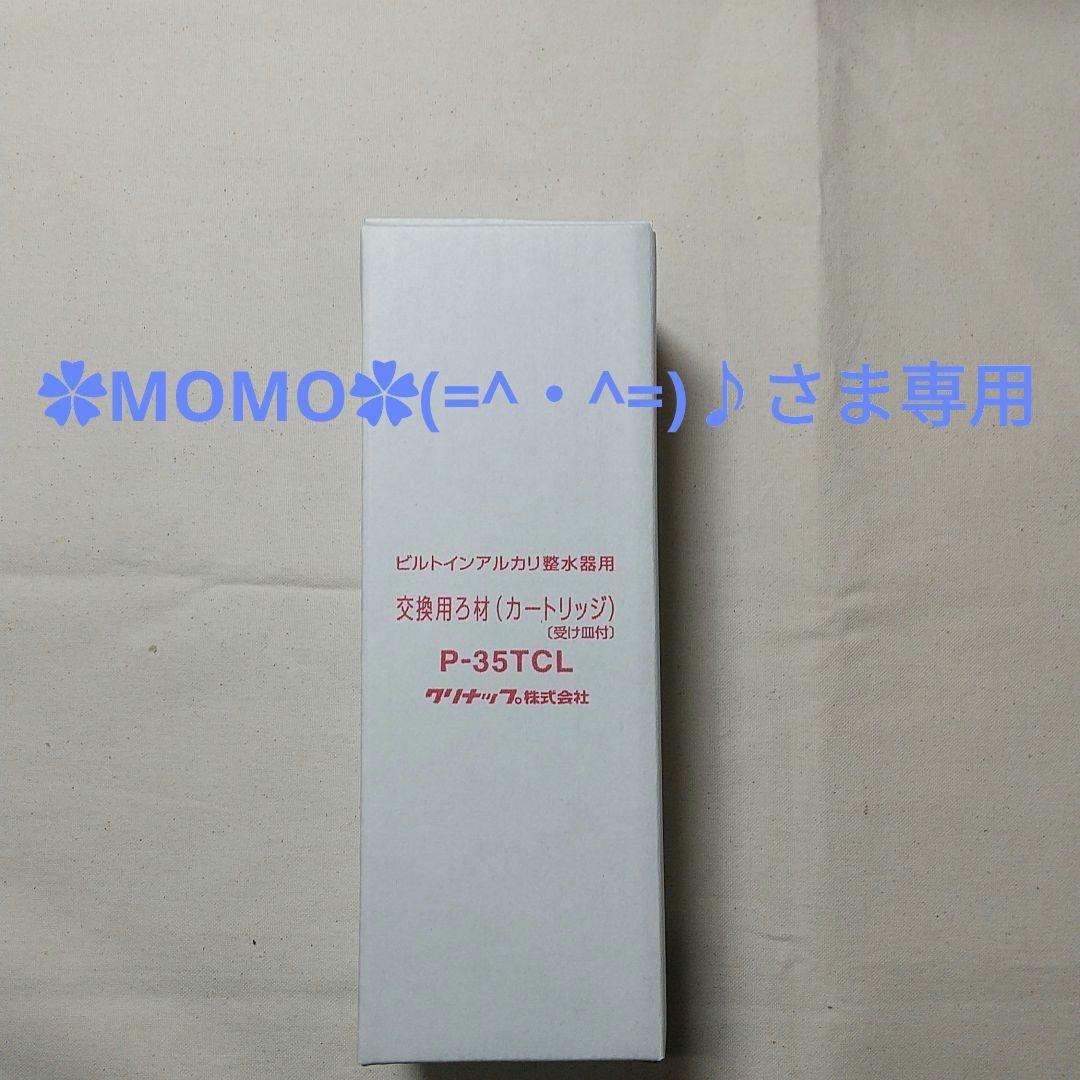 ✿MOMO✿(=^・^=)♪さま専用
ビルトインアルカリ整水器用
交換用ろ材(カートリッジ)
〔受け皿付〕
P-35TCL
クリナップ。株式会社